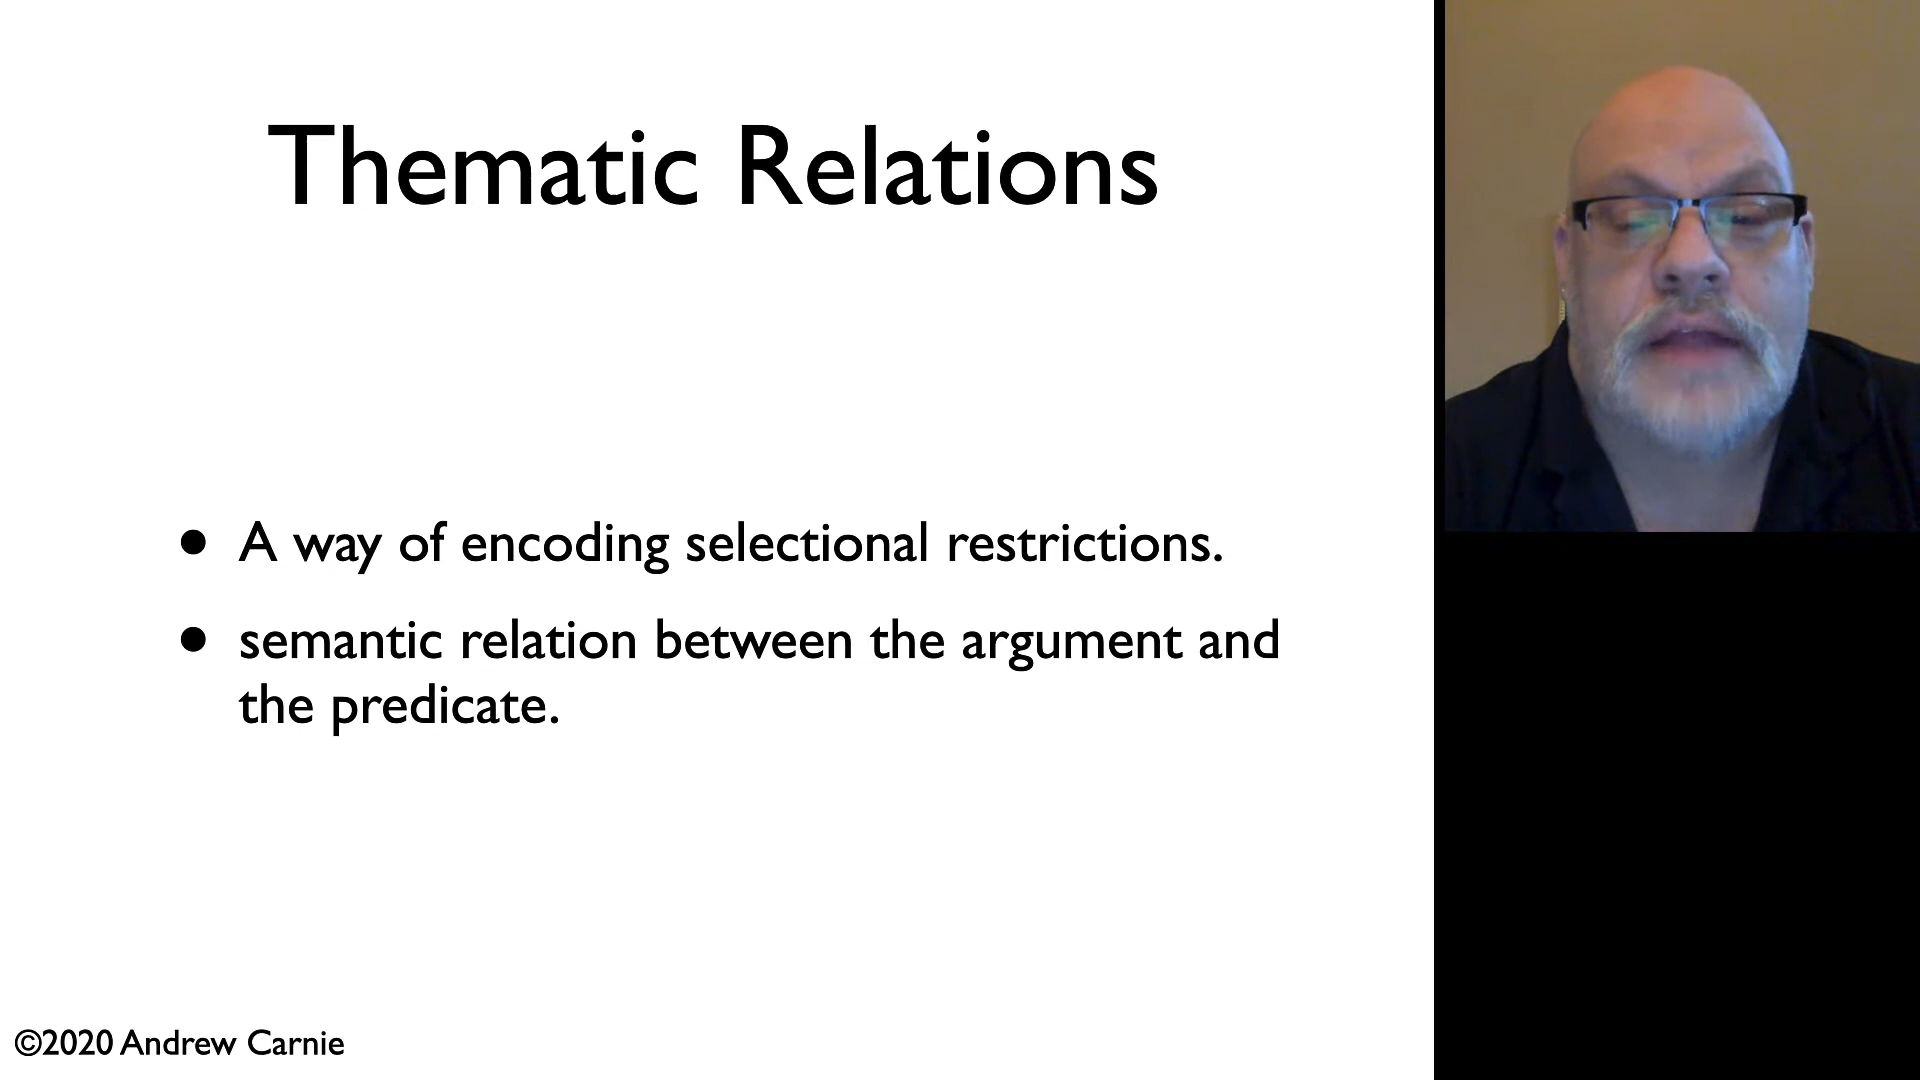 Thematic Relations
• A way of encoding selectional restrictions.
• semantic relation between the argument and
the predicate.
©2020 Andrew Carnie